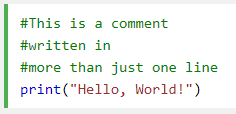 #This is a comment
#written in
#more than just one line
print("Hello, World!")